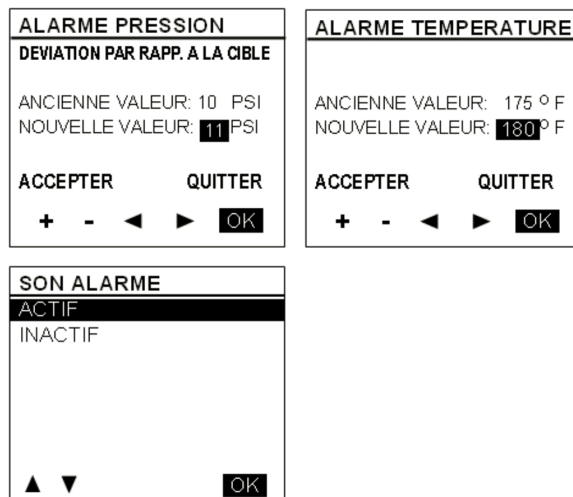 ALARME PRESSION
DEVIATION PAR RAPP. A LA CIBLE
ANCIENNE VALEUR: 10 PSI
NOUVELLE VALEUR: 11 PSI
ACCEPTER QUITTER
+ - ◄ ► OK
ALARME TEMPERATURE
ANCIENNE VALEUR: 175 ° F
NOUVELLE VALEUR: 180 ° F
ACCEPTER QUITTER
+ - ◄ ► OK
SON ALARME
ACTIF
INACTIF
▲ ▼ OK